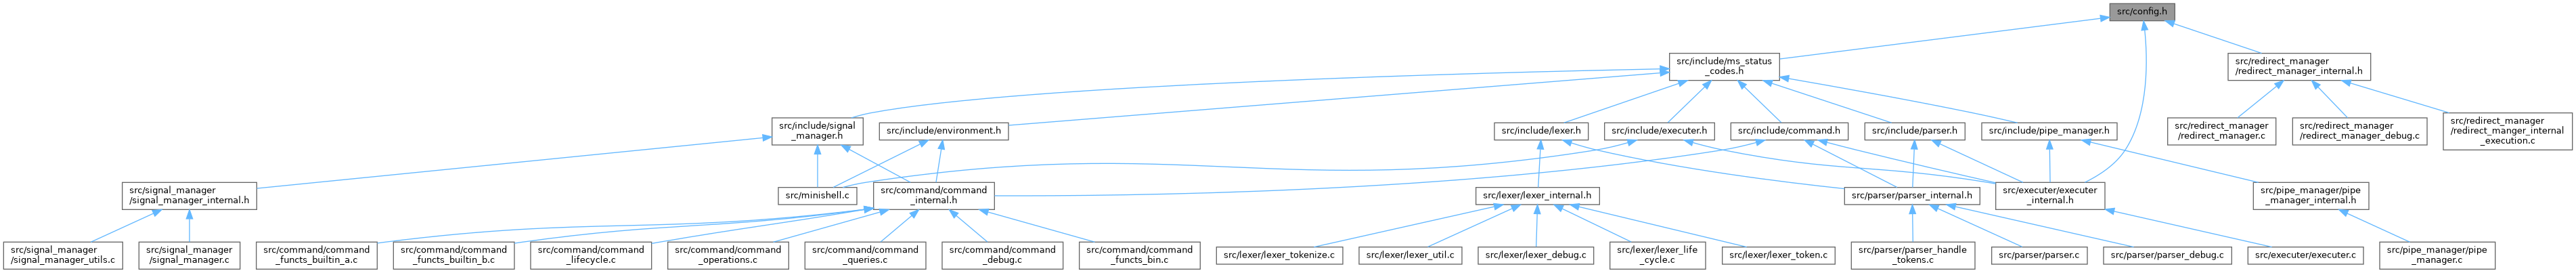 src/config.h
src/include/ms_status
_codes.h
src/redirect_manager
/redirect_manager_internal.h
src/include/signal
_manager.h
src/include/environment.h
src/include/lexer.h
src/include/executer.h
src/include/command.h
src/include/parser.h
src/include/pipe_manager.h
src/redirect_manager
/redirect_manager.c
src/redirect_manager
/redirect_manager_debug.c
src/redirect_manager
/redirect_manger_internal
_execution.c
src/signal_manager
/signal_manager_internal.h
src/minishell.c
src/command/command
_internal.h
src/lexer/lexer_internal.h
src/parser/parser_internal.h
src/executer/executer
_internal.h
src/pipe_manager/pipe
_manager_internal.h
src/signal_manager
/signal_manager_utils.c
src/signal_manager
/signal_manager.c
src/command/command
_functs_builtin_a.c
src/command/command
_functs_builtin_b.c
src/command/command
_lifecycle.c
src/command/command
_operations.c
src/command/command
_queries.c
src/command/command
_debug.c
src/command/command
_functs_bin.c
src/lexer/lexer_tokenize.c
src/lexer/lexer_util.c
src/lexer/lexer_debug.c
src/lexer/lexer_life
_cycle.c
src/lexer/lexer_token.c
src/parser/parser_handle
_tokens.c
src/parser/parser.c
src/parser/parser_debug.c
src/executer/executer.c
src/pipe_manager/pipe
_manager.c